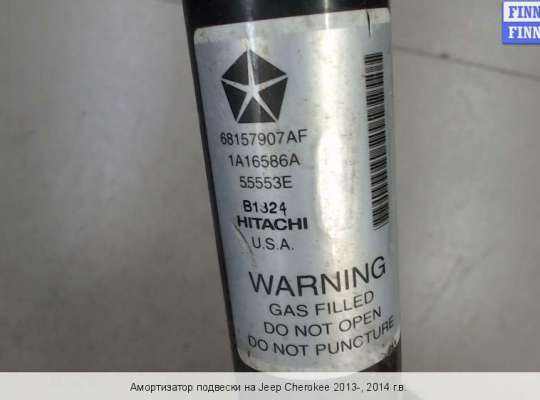 FINN
FINN
68157907AF
1A16586A
55553E
B1324
HITACHI
U.S.A.
WARNING
GAS FILLED
DO NOT OPEN
DO NOT PUNCTURE
Амортизатор подвески на Jeep Cherokee 2013-, 2014 г.в.